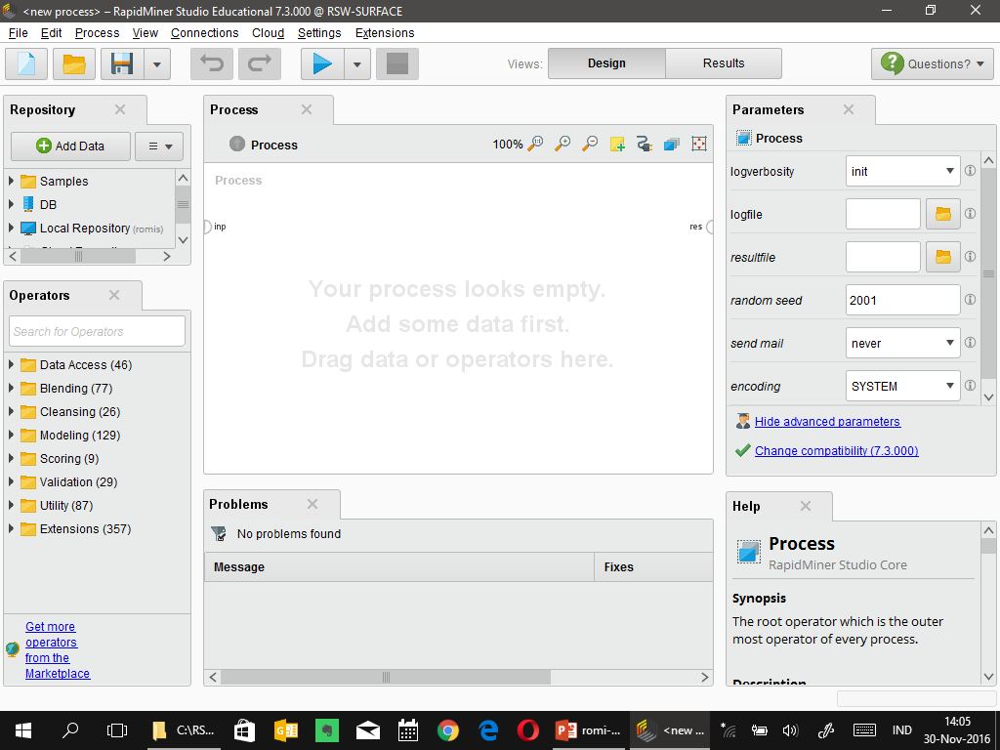 <new process> – RapidMiner Studio Educational 7.3.000 @ RSW-SURFACE
File Edit Process View Connections Cloud Settings Extensions
Views: Design Results Questions?
Repository
Add Data
Samples
DB
Local Repository (romis)
Operators
Search for Operators
Data Access (46)
Blending (77)
Cleansing (26)
Modeling (129)
Scoring (9)
Validation (29)
Utility (87)
Extensions (357)
Get more
operators
from the
Marketplace
Process
Process 100%
Process
inp res
Your process looks empty.
Add some data first.
Drag data or operators here.
Problems
No problems found
Message Fixes
Parameters
Process
logverbosity init
logfile
resultfile
random seed 2001
send mail never
encoding SYSTEM
Hide advanced parameters
Change compatibility (7.3.000)
Help
Process
RapidMiner Studio Core
Synopsis
The root operator which is the outer
most operator of every process.
Description
C:\RS... romi-... <new ... IND 14:05
30-Nov-2016